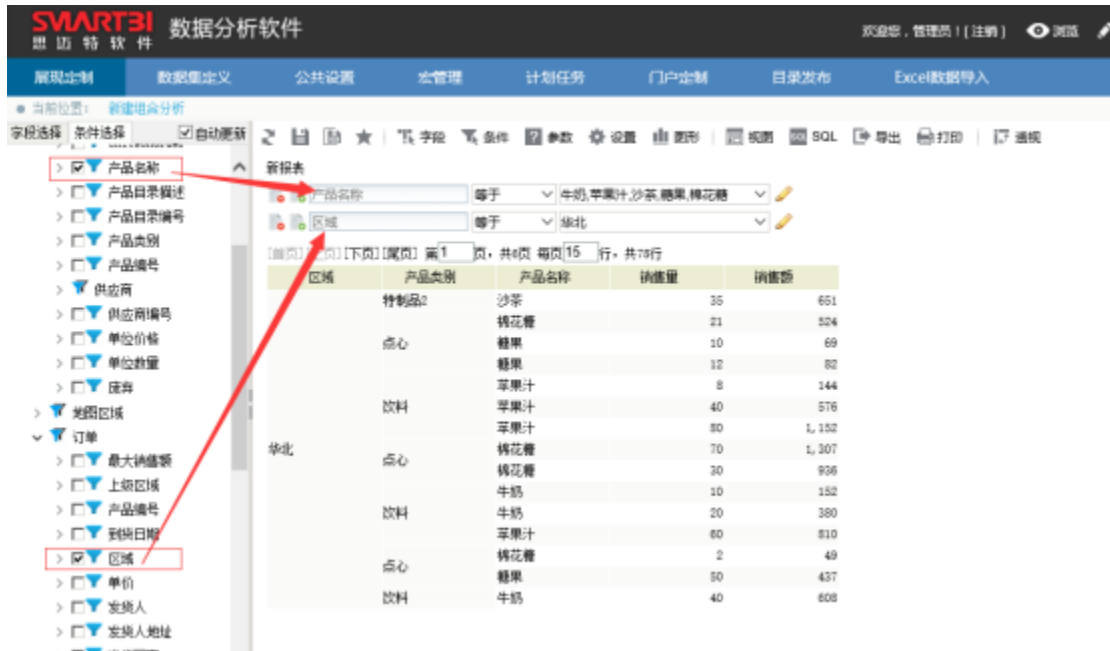 SMARTBI 数据分析软件
思迈特软件
欢迎您，管理员！[注销] 浏览
展现定制 数据集定义 公共设置 宏管理 计划任务 门户定制 目录发布 Excel数据导入
当前位置： 新建组合分析
字段选择 条件选择 自动更新
字段 条件 参数 设置 图形 视图 SQL 导出 打印 透视
产品名称
产品目录描述
产品目录编号
产品类别
产品编号
供应商
供应商编号
单位价格
单位数量
废弃
地图区域
订单
最大销售额
上级区域
产品编号
到货日期
区域
单价
发货人
发货人地址
新报表
产品名称 等于 牛奶,苹果汁,沙茶,糖果,棉花糖
区域 等于 华北
[首页] [下页] [尾页] 第1 页，共6页 每页15 行，共78行
区域 产品类别 产品名称 销售量 销售额
特制品2 沙茶 35 651
棉花糖 21 524
点心 糖果 10 69
糖果 12 82
苹果汁 8 144
饮料 苹果汁 40 576
苹果汁 80 1,152
华北 棉花糖 70 1,307
点心
棉花糖 30 936
牛奶 10 152
饮料 牛奶 20 380
苹果汁 60 810
棉花糖 2 49
点心
糖果 50 437
饮料 牛奶 40 608